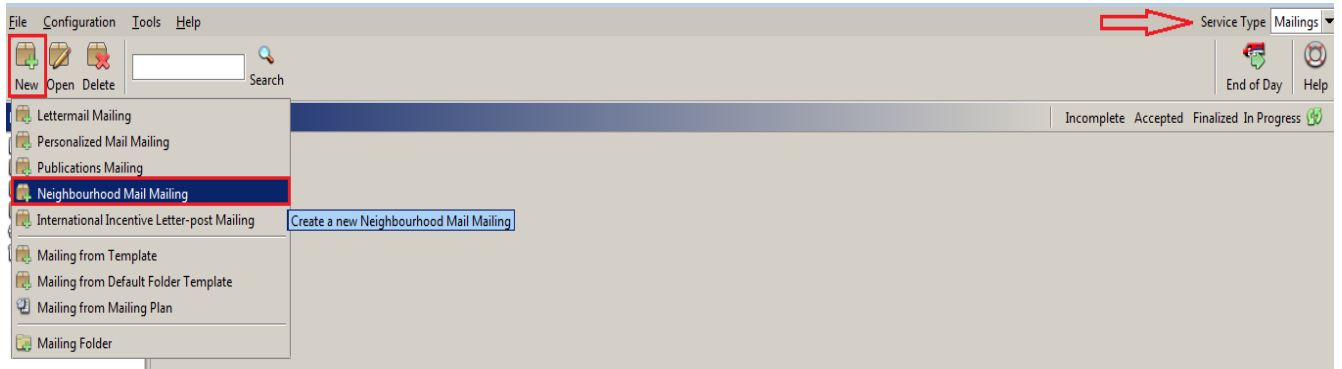 File Configuration Tools Help
Service Type Mailings
New Open Delete
Search
End of Day Help
Lettermail Mailing
Incomplete Accepted Finalized In Progress
Personalized Mail Mailing
Publications Mailing
Neighbourhood Mail Mailing
International Incentive Letter-post Mailing
Create a new Neighbourhood Mail Mailing
Mailing from Template
Mailing from Default Folder Template
Mailing from Mailing Plan
Mailing Folder